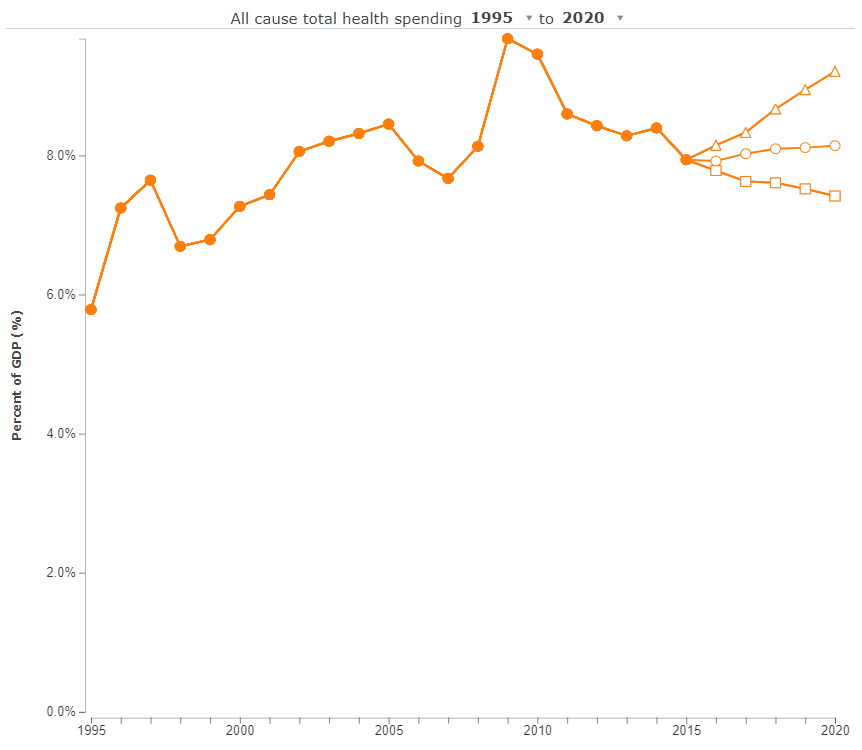 All cause total health spending 1995 ▾ to 2020 ▾
8.0%
6.0%
Percent of GDP (%)
4.0%
2.0%
0.0%
1995 2000 2005 2010 2015 2020